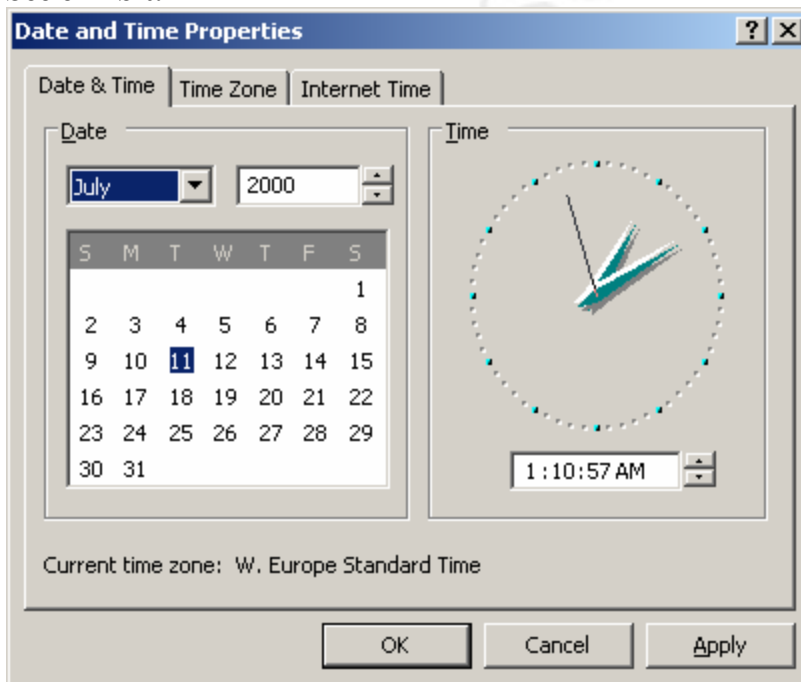 Date and Time Properties
Date & Time Time Zone Internet Time
Date
July 2000
S M T W T F S
1
2 3 4 5 6 7 8
9 10 11 12 13 14 15
16 17 18 19 20 21 22
23 24 25 26 27 28 29
30 31
Time
1:10:57 AM
Current time zone: W. Europe Standard Time
OK Cancel Apply